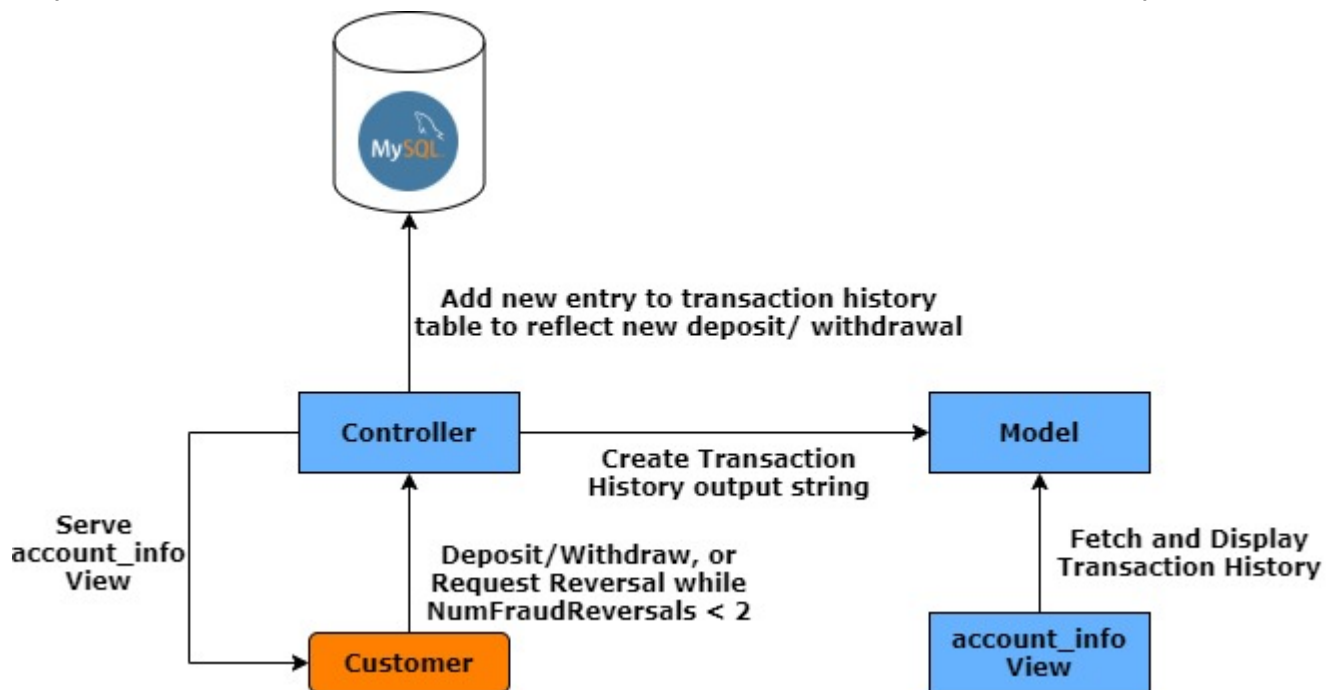 MySQL
Add new entry to transaction history
table to reflect new deposit/ withdrawal
Controller
Model
Create Transaction
History output string
Serve
account_info
View
Deposit/Withdraw, or
Request Reversal while
NumFraudReversals < 2
Fetch and Display
Transaction History
Customer
account_info
View